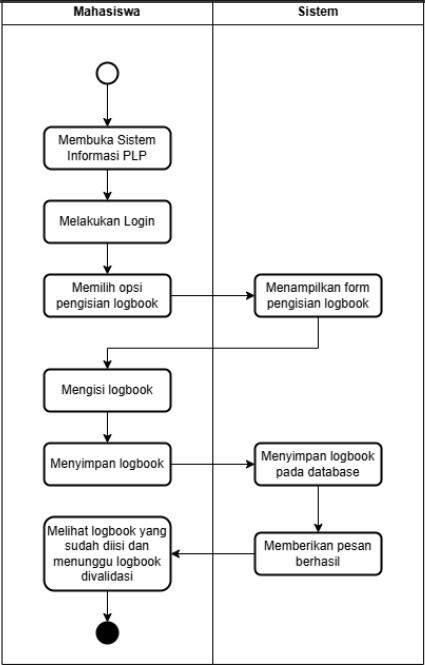 Mahasiswa
Sistem
Membuka Sistem
Informasi PLP
Melakukan Login
Memilih opsi
pengisian logbook
Menampilkan form
pengisian logbook
Mengisi logbook
Menyimpan logbook
Menyimpan logbook
pada database
Memberikan pesan
berhasil
Melihat logbook yang
sudah diisi dan
menunggu logbook
divalidasi